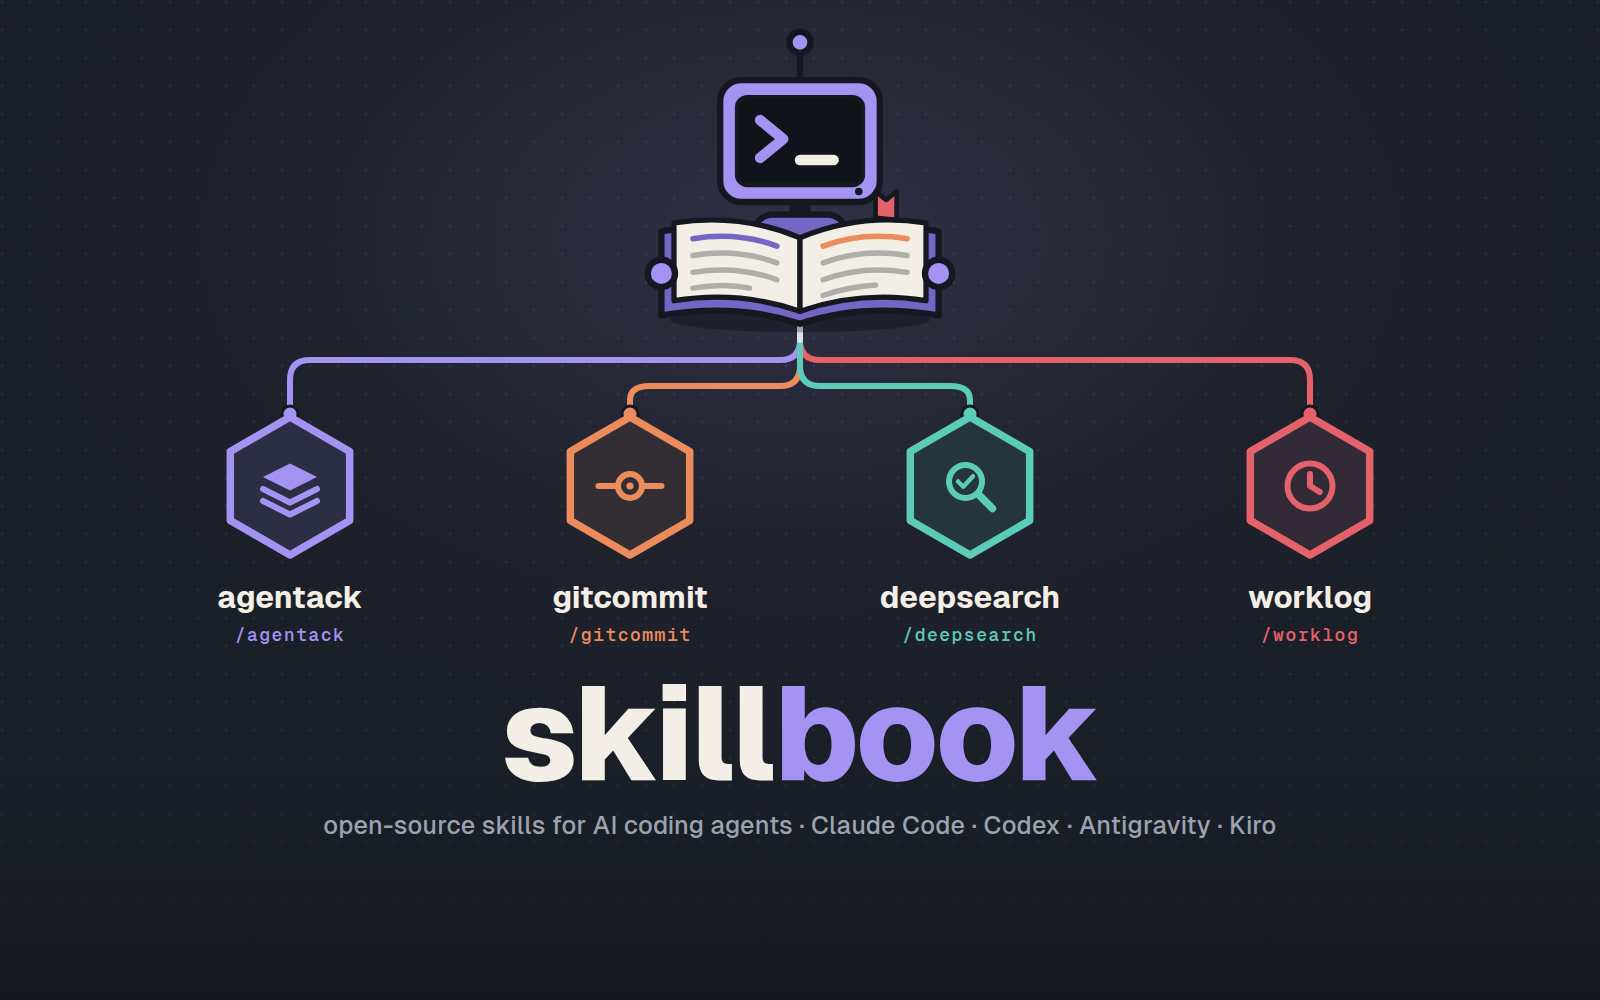 >_
agentack
/agentack
gitcommit
/gitcommit
deepsearch
/deepsearch
worklog
/worklog
skillbook
open-source skills for AI coding agents · Claude Code · Codex · Antigravity · Kiro